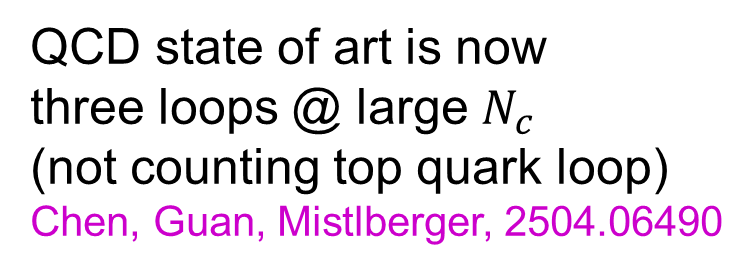 QCD state of art is now
three loops @ large $N_c$
(not counting top quark loop)
Chen, Guan, Mistlberger, 2504.06490